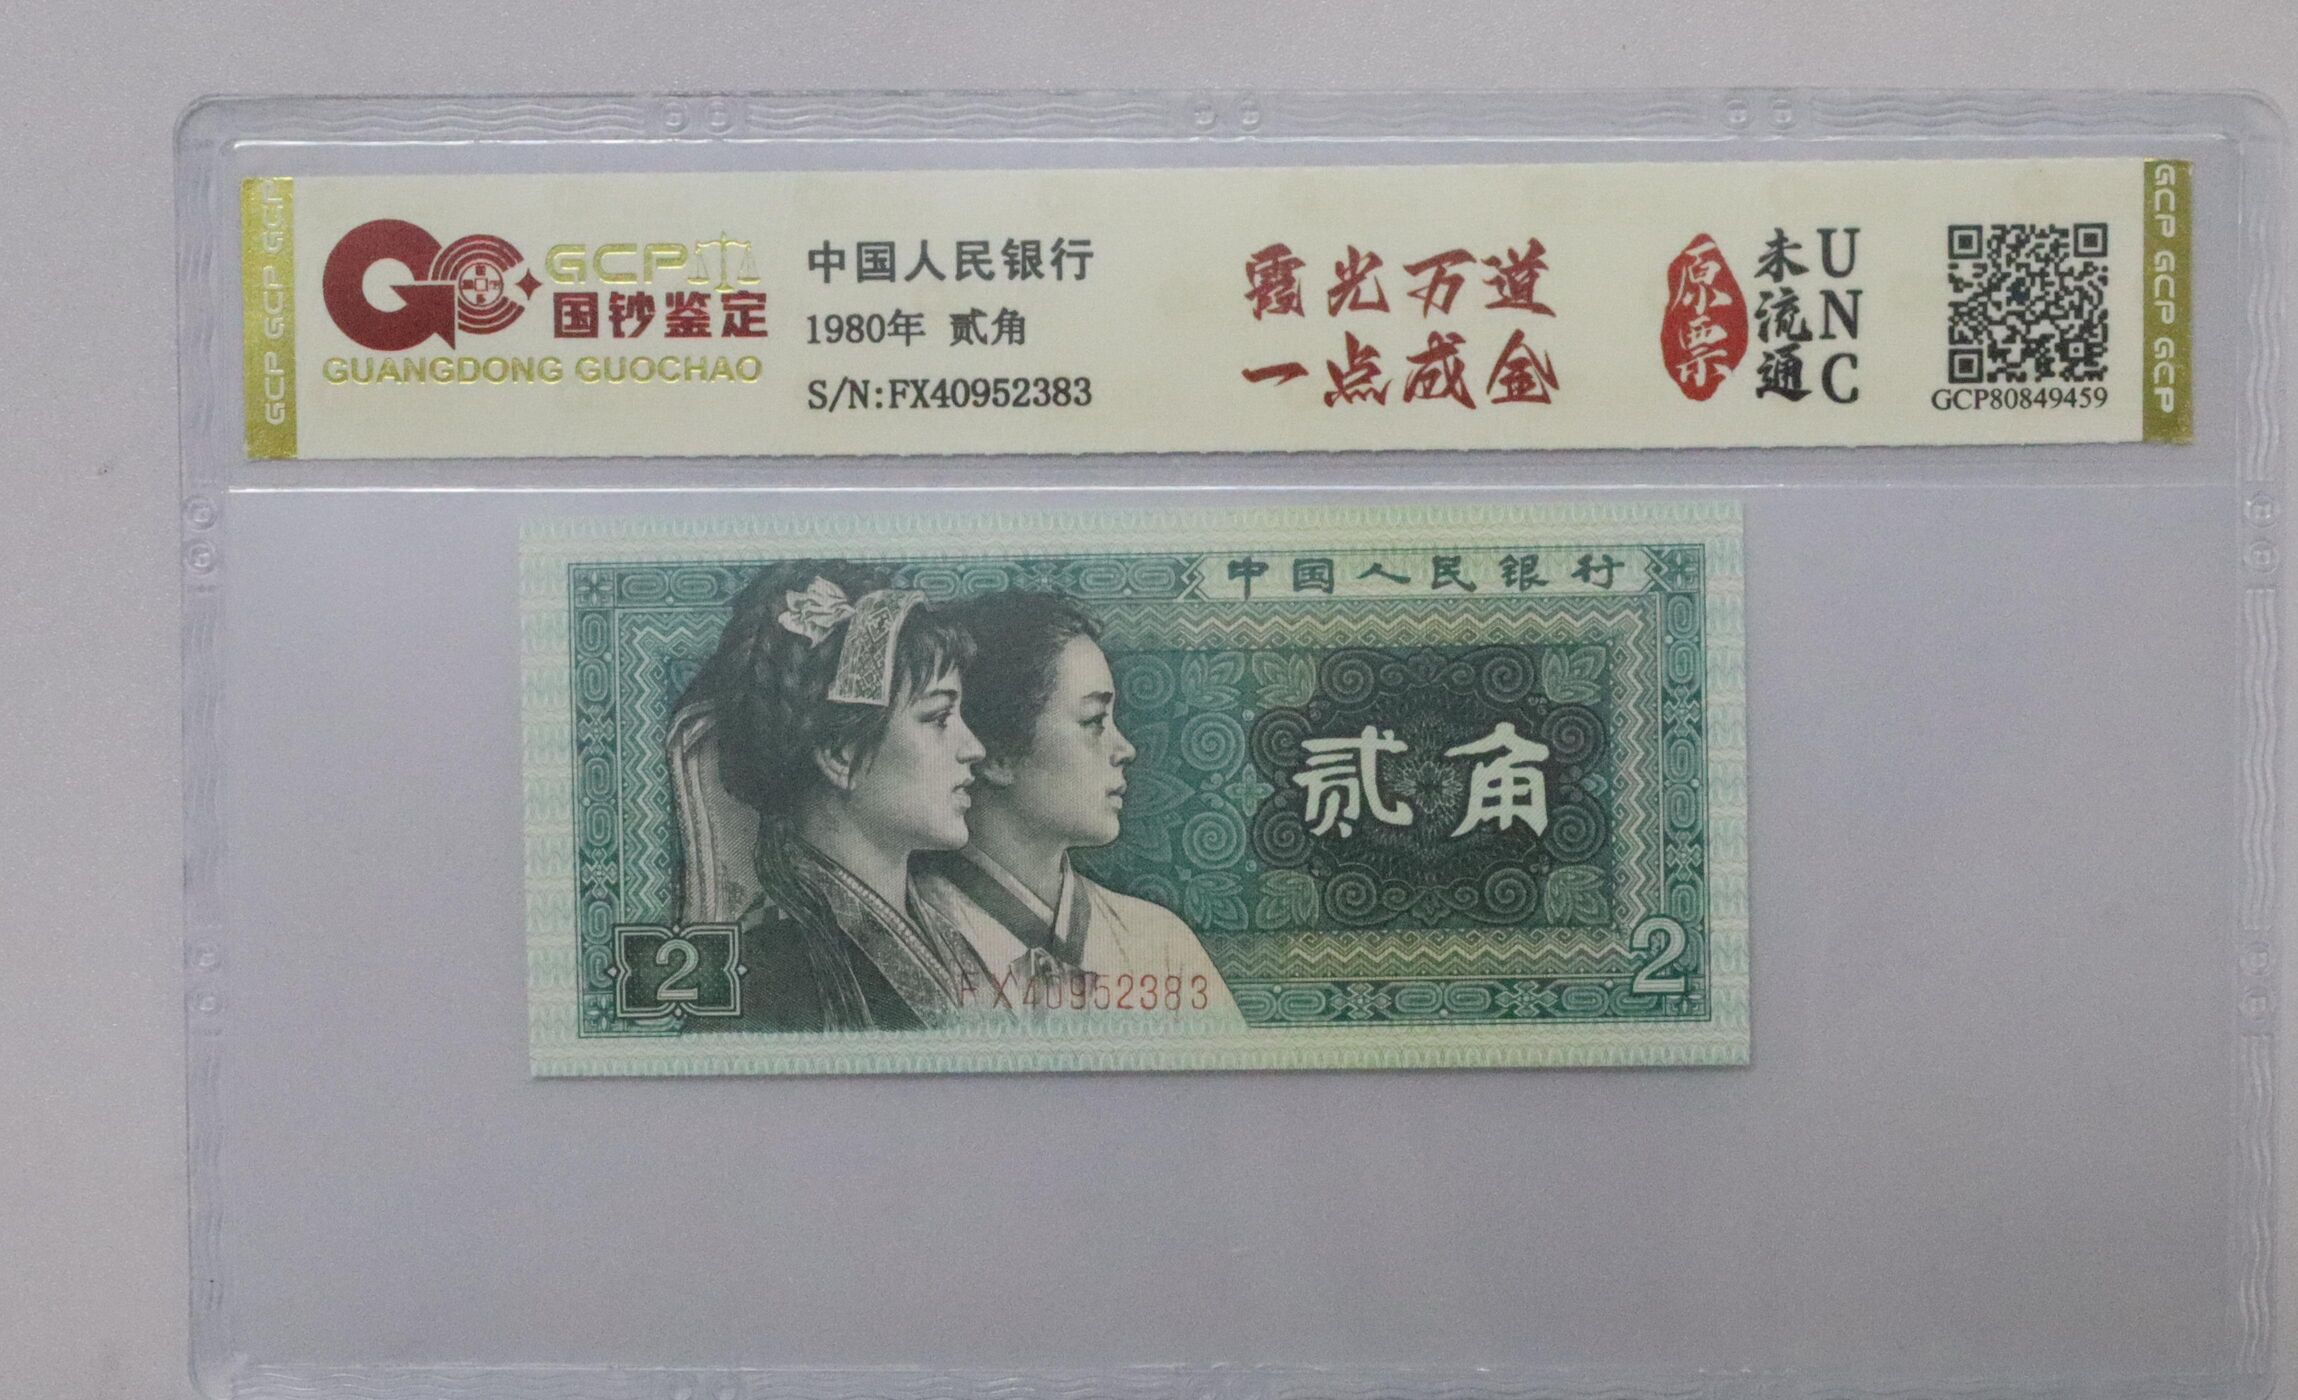 GCP GCP GCP
GCP
国钞鉴定
GUANGDONG GUOCHAO
中国人民银行
1980年 贰角
S/N:FX40952383
霞光万道
一点成金
原票
未流通
UNC
GCP80849459
GCP GCP GCP
中国人民银行
贰角
2
FX40952383
2